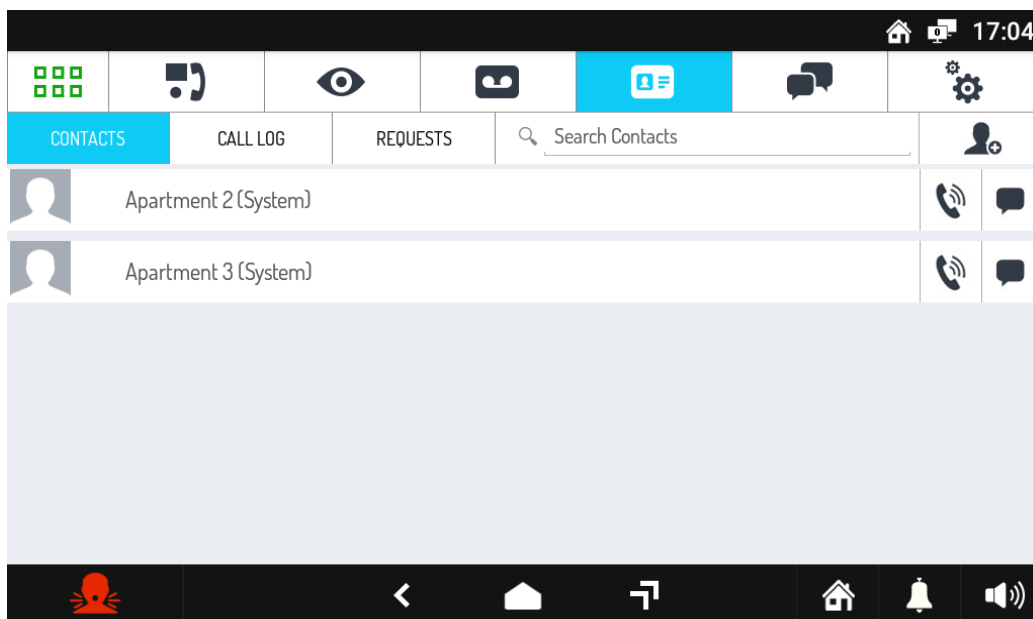 17:04
CONTACTS CALL LOG REQUESTS Search Contacts
Apartment 2 (System)
Apartment 3 (System)